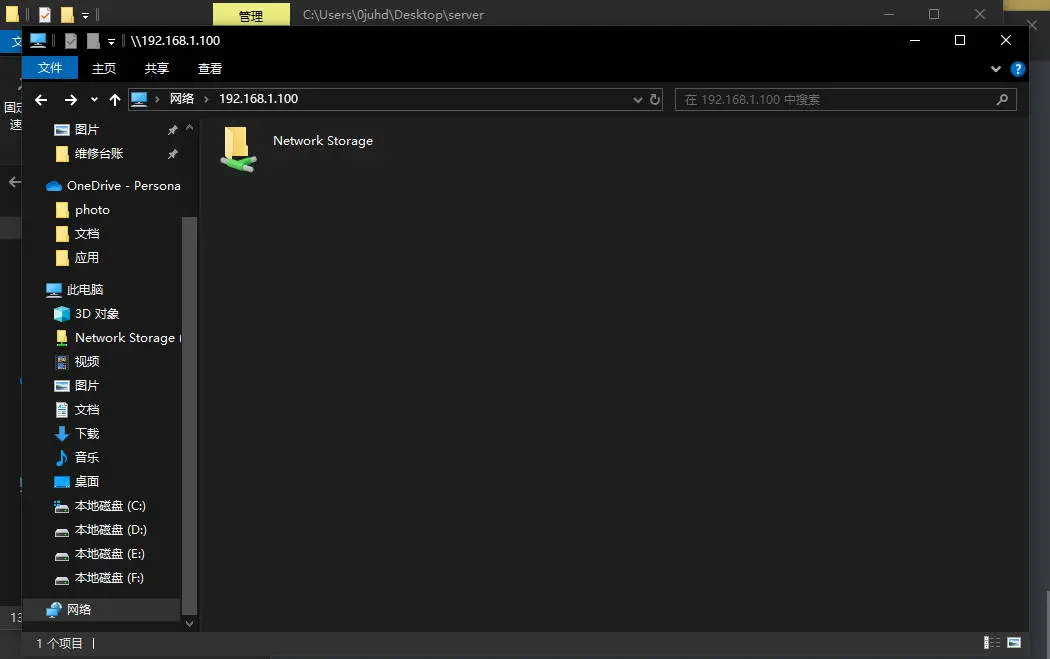 管理
C:\Users\0juhd\Desktop\server
\\192.168.1.100
文件
主页
共享
查看
网络
192.168.1.100
在 192.168.1.100 中搜索
图片
维修台账
OneDrive - Persona
photo
文档
应用
此电脑
3D 对象
Network Storage (
视频
图片
文档
下载
音乐
桌面
本地磁盘 (C:)
本地磁盘 (D:)
本地磁盘 (E:)
本地磁盘 (F:)
网络
Network Storage
1 个项目